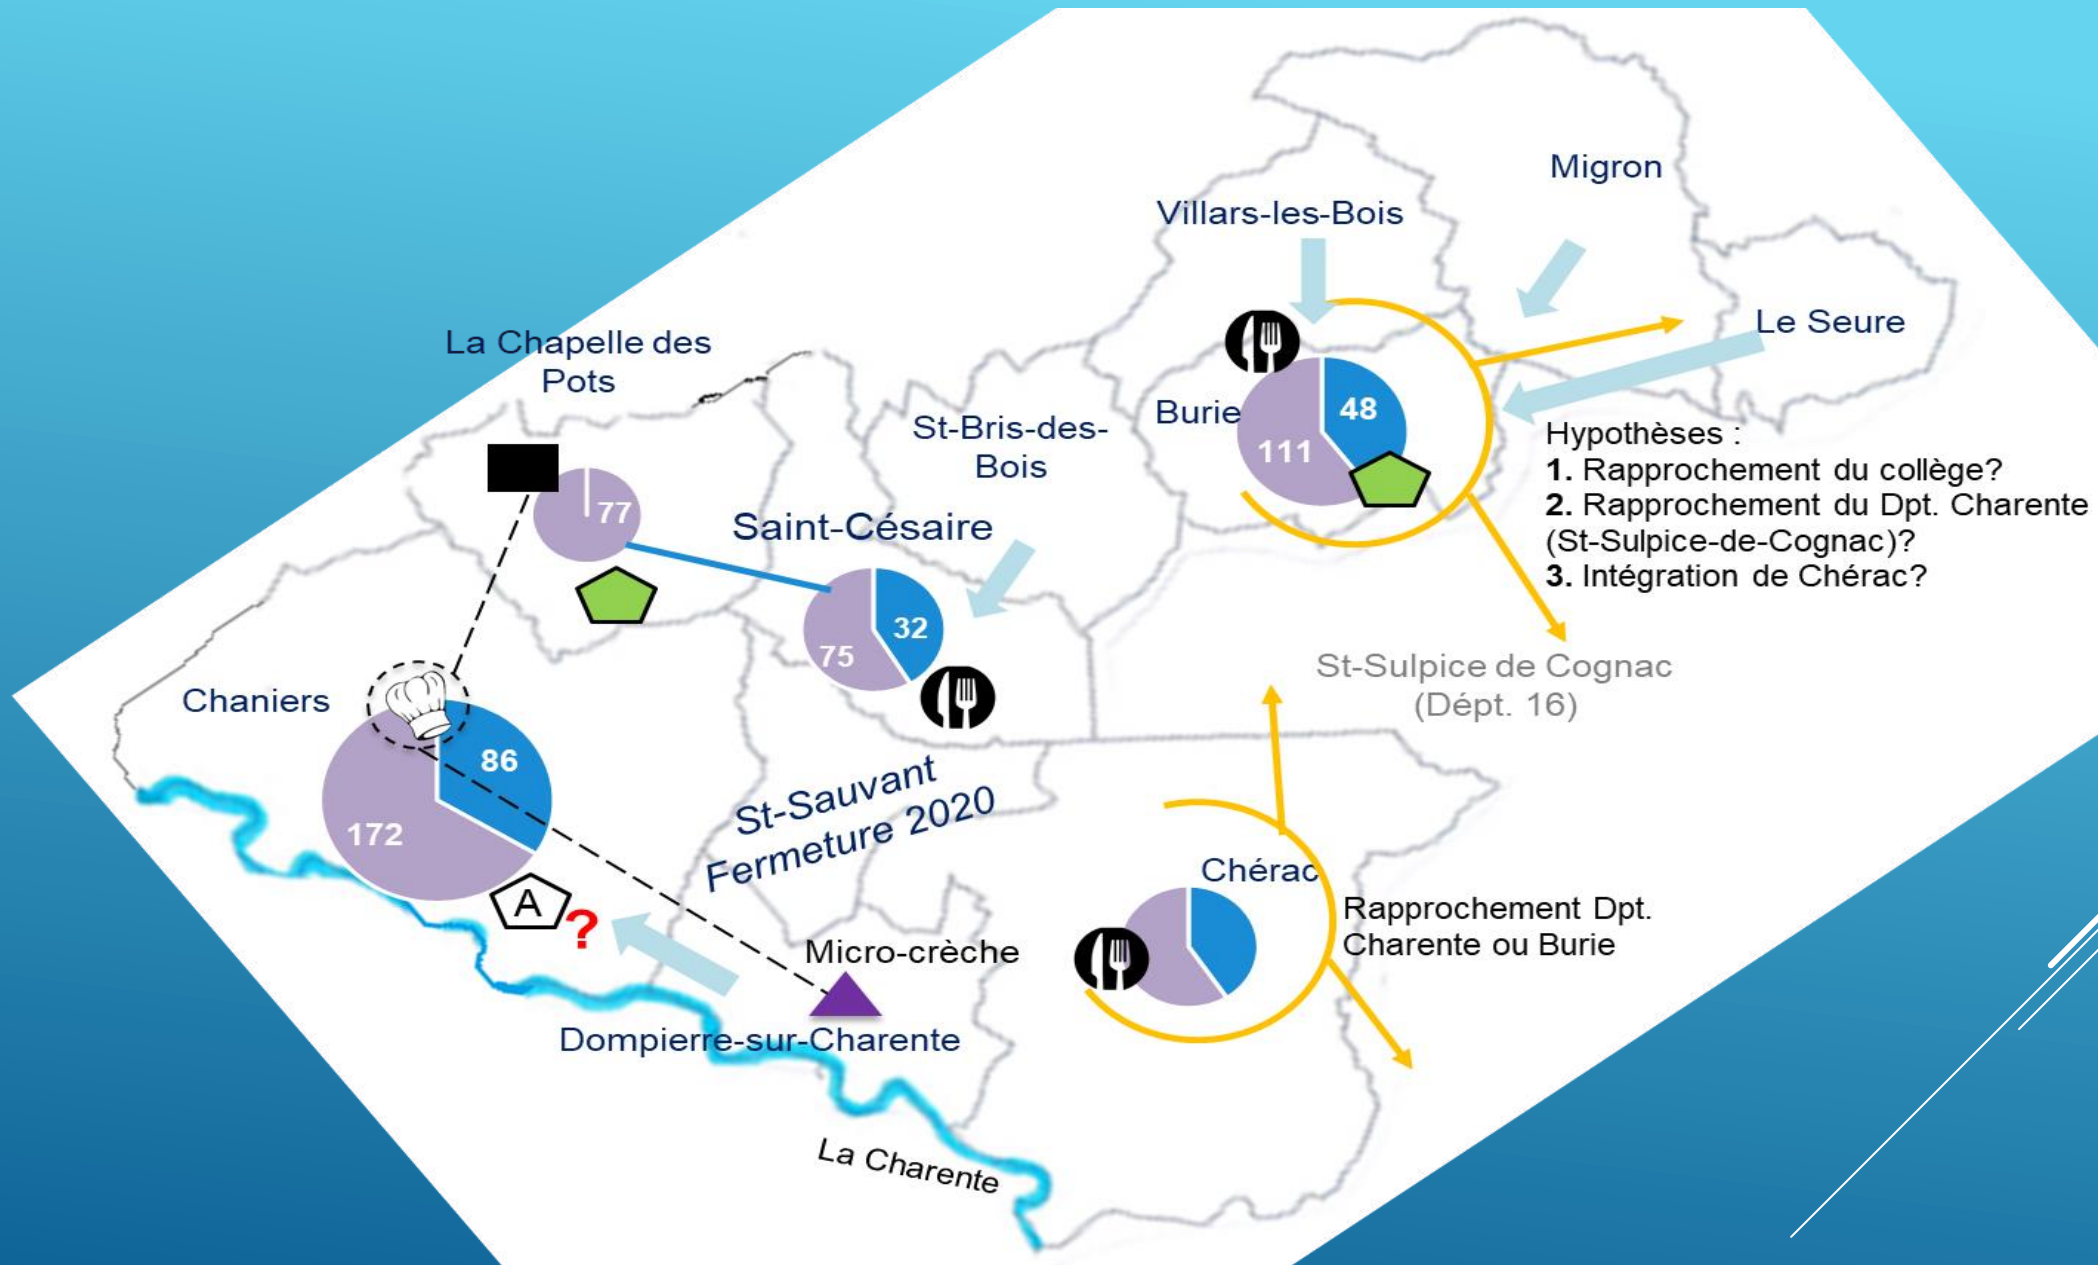 Migron
Villars-les-Bois
Le Seure
La Chapelle des
Pots
St-Bris-des-
Bois
Burie
48
111
Hypothèses :
1. Rapprochement du collège?
2. Rapprochement du Dpt. Charente
(St-Sulpice-de-Cognac)?
3. Intégration de Chérac?
77
Saint-Césaire
32
75
St-Sulpice de Cognac
(Dépt. 16)
Chaniers
86
172
St-Sauvant
Fermeture 2020
Chérac
A
?
Rapprochement Dpt.
Charente ou Burie
Micro-crèche
Dompierre-sur-Charente
La Charente